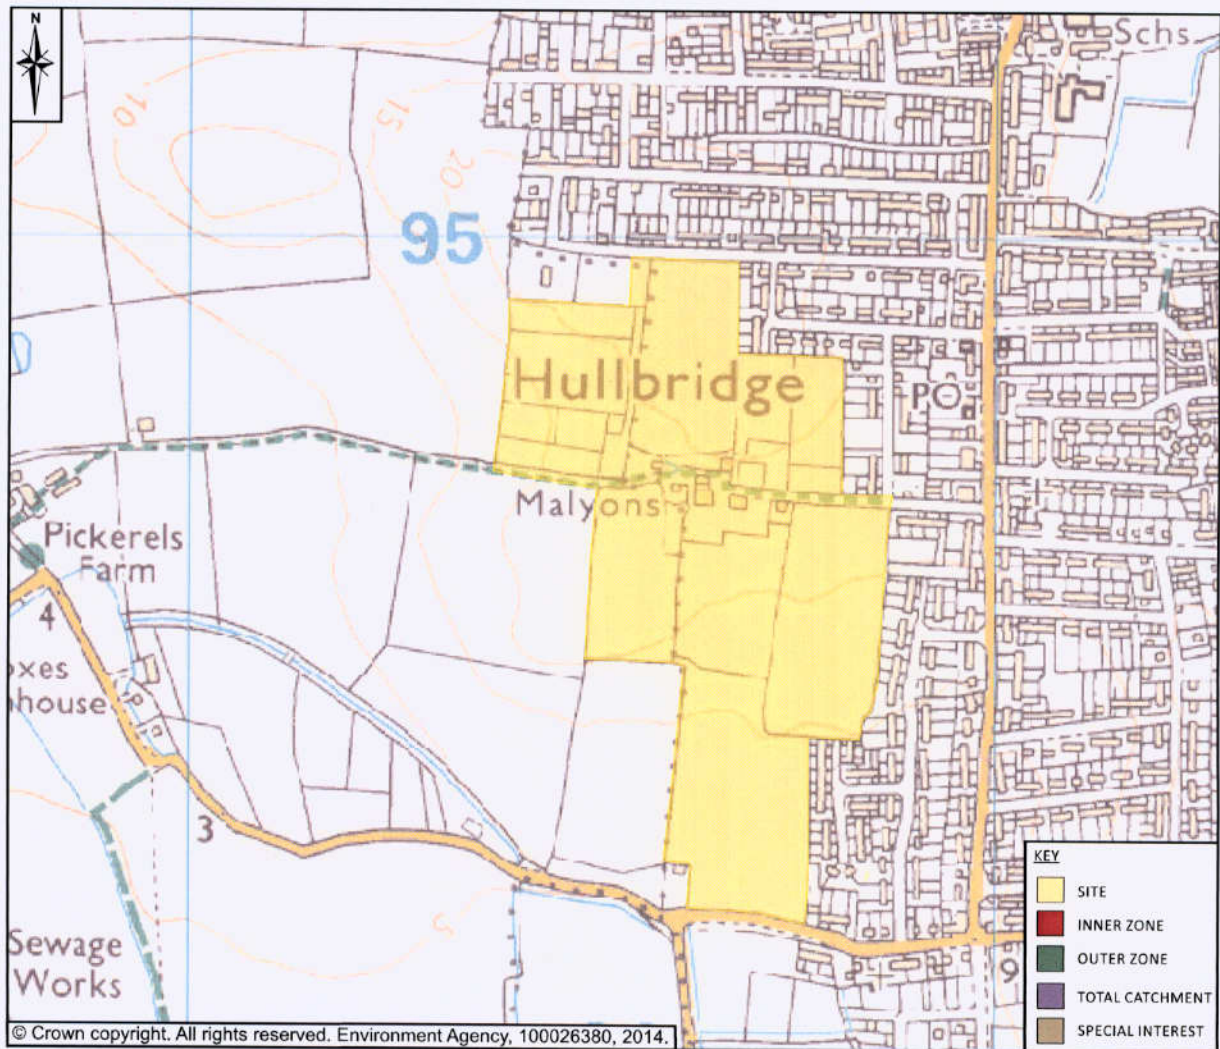 N
Schs
10
15
20
95
Hullbridge
PO
Malyons
Pickerels
Farm
4
oxes
nhouse
3
5
Sewage
Works
9
KEY
SITE
INNER ZONE
OUTER ZONE
TOTAL CATCHMENT
SPECIAL INTEREST
© Crown copyright. All rights reserved. Environment Agency, 100026380, 2014.